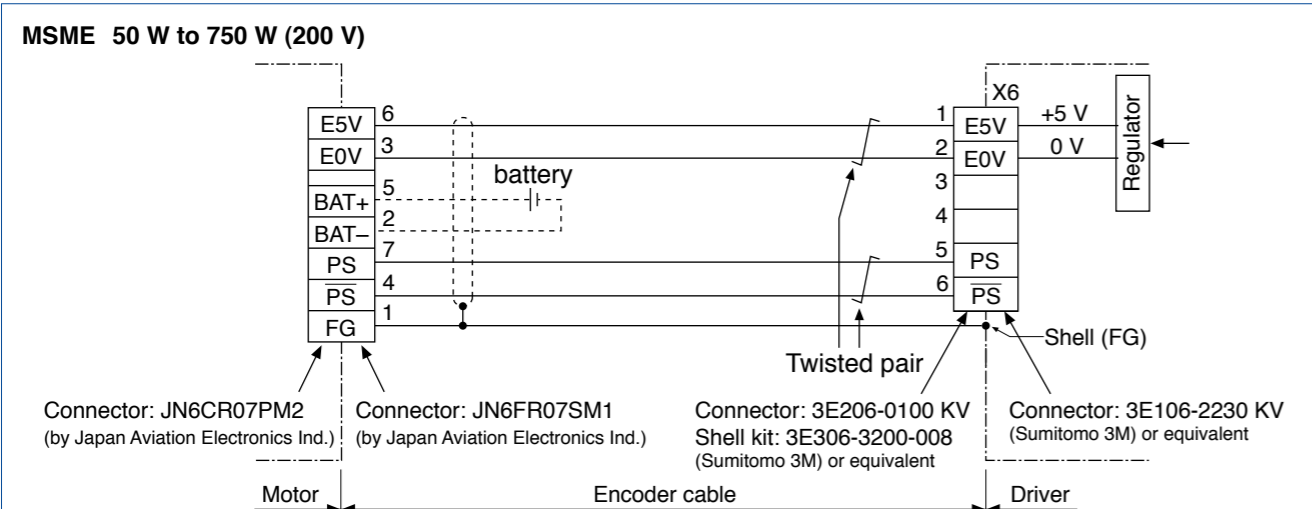 MSME 50 W to 750 W (200 V)
X6
E5V 6 1 E5V +5 V
E0V 3 2 E0V 0 V
Regulator
battery
3
BAT+ 5
4
BAT– 2
PS 7 5 PS
P̅S̅ 4 6 P̅S̅
FG 1
Shell (FG)
Twisted pair
Connector: JN6CR07PM2
(by Japan Aviation Electronics Ind.)
Connector: JN6FR07SM1
(by Japan Aviation Electronics Ind.)
Connector: 3E206-0100 KV
Shell kit: 3E306-3200-008
(Sumitomo 3M) or equivalent
Connector: 3E106-2230 KV
(Sumitomo 3M) or equivalent
Motor Encoder cable Driver